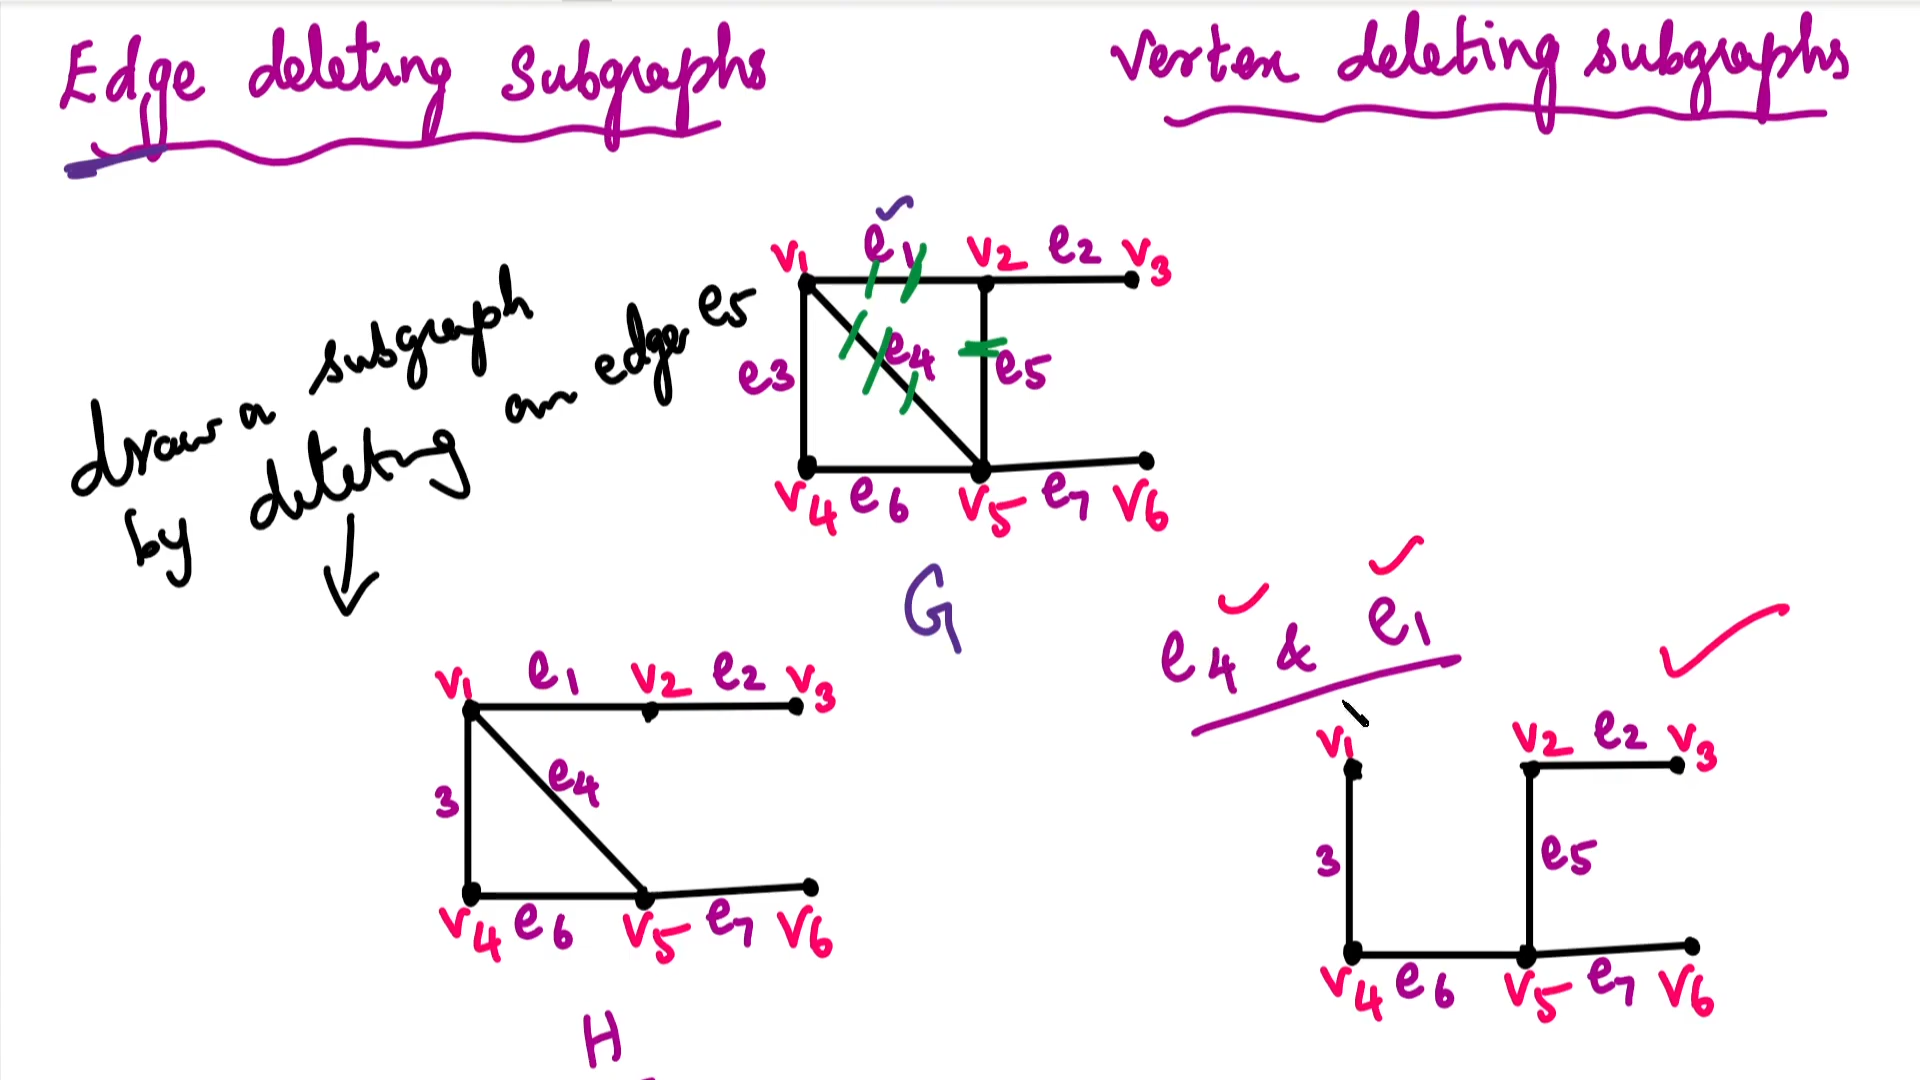 Edge deleting subgraphs
Vertex deleting subgraphs
draw a subgraph
by deleting an edge e5
v1 e1 v2 e2 v3
e3 e4 e5
v4 e6 v5 e7 v6
G
e4 & e1
v1 e1 v2 e2 v3
3 e4
v4 e6 v5 e7 v6
H
v1 v2 e2 v3
3 e5
v4 e6 v5 e7 v6